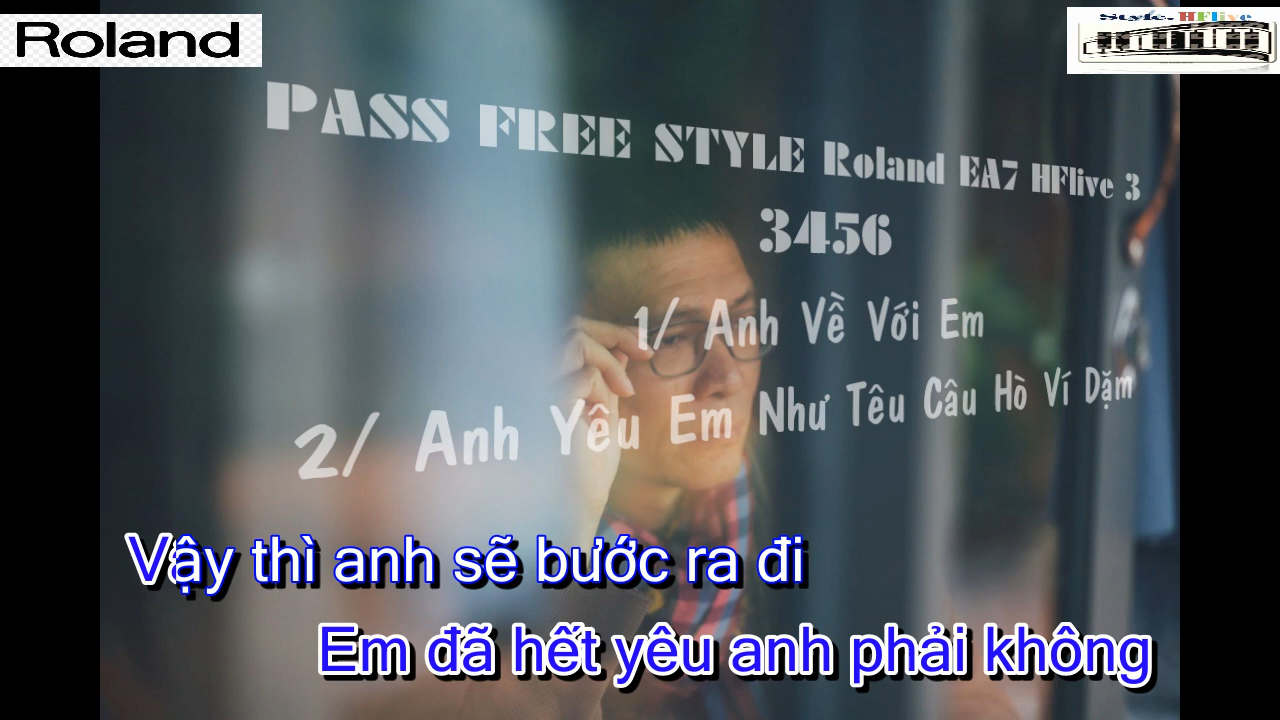 Roland
Style. HFlive
PASS FREE STYLE Roland EA7 HFlive 3
3456
1/ Anh Về Với Em
2/ Anh Yêu Em Như Têu Câu Hò Ví Dặm
Vậy thì anh sẽ bước ra đi
Em đã hết yêu anh phải không